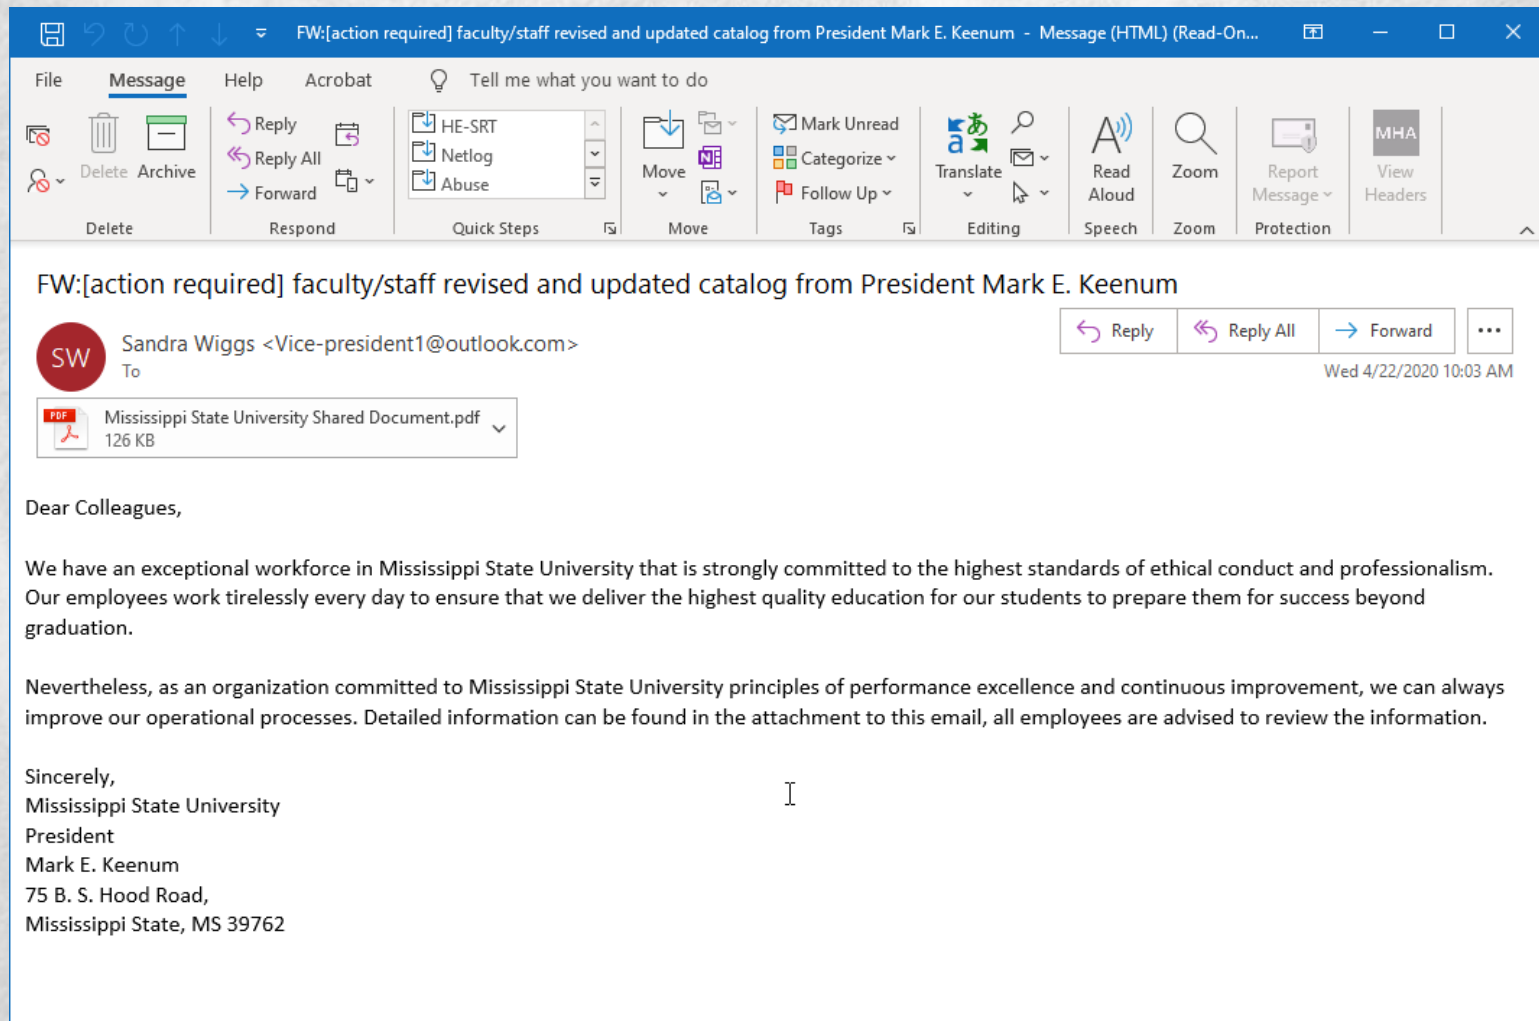 FW:[action required] faculty/staff revised and updated catalog from President Mark E. Keenum - Message (HTML) (Read-On...
File Message Help Acrobat Tell me what you want to do
Delete
Archive
Reply
Reply All
Forward
HE-SRT
Netlog
Abuse
Move
Mark Unread
Categorize
Follow Up
Translate
Read
Aloud
Zoom
Report
Message
MHA
View
Headers
Delete Respond Quick Steps Move Tags Editing Speech Zoom Protection
FW:[action required] faculty/staff revised and updated catalog from President Mark E. Keenum
SW
Sandra Wiggs <Vice-president1@outlook.com>
To
Reply Reply All Forward
Wed 4/22/2020 10:03 AM
PDF
Mississippi State University Shared Document.pdf
126 KB
Dear Colleagues,
We have an exceptional workforce in Mississippi State University that is strongly committed to the highest standards of ethical conduct and professionalism.
Our employees work tirelessly every day to ensure that we deliver the highest quality education for our students to prepare them for success beyond
graduation.
Nevertheless, as an organization committed to Mississippi State University principles of performance excellence and continuous improvement, we can always
improve our operational processes. Detailed information can be found in the attachment to this email, all employees are advised to review the information.
Sincerely,
Mississippi State University
President
Mark E. Keenum
75 B. S. Hood Road,
Mississippi State, MS 39762